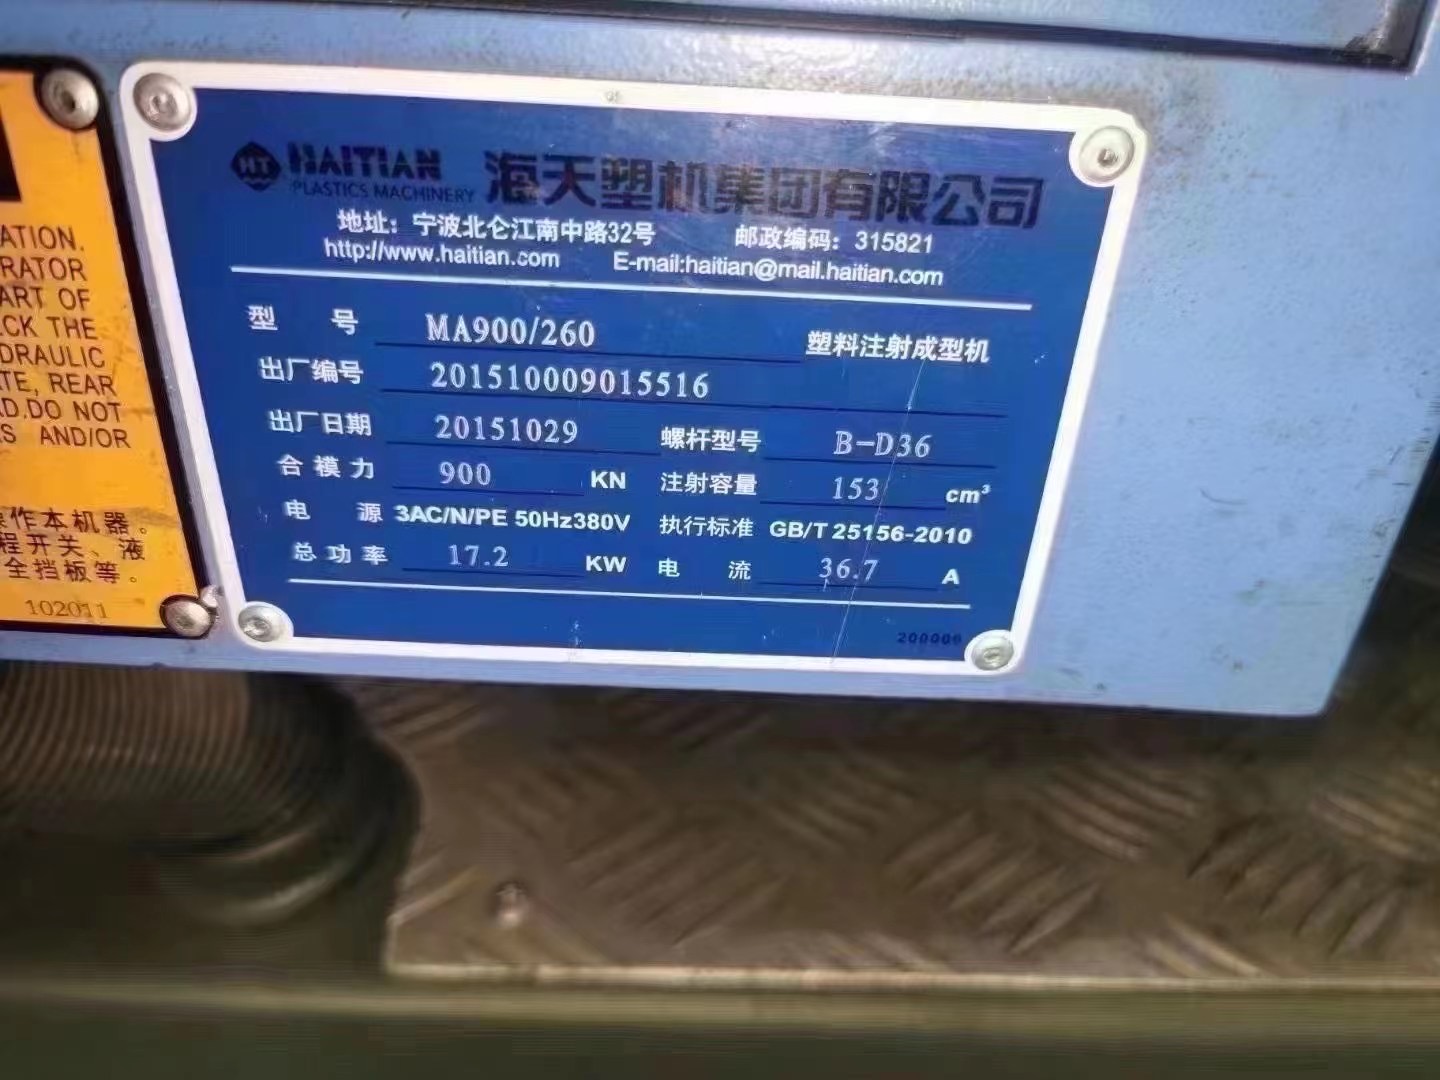 ATION.
RATOR
ART OF
CK THE
DRAULIC
TE, REAR
D.DO NOT
S AND/OR
作本机器。
程开关、液
全挡板等。
102011
HT HAITIAN
PLASTICS MACHINERY
海天塑机集团有限公司
地址：宁波北仑江南中路32号 邮政编码：315821
http://www.haitian.com E-mail:haitian@mail.haitian.com
型 号 MA900/260 塑料注射成型机
出厂编号 201510009015516
出厂日期 20151029 螺杆型号 B-D36
合模力 900 KN 注射容量 153 cm³
电 源 3AC/N/PE 50Hz380V 执行标准 GB/T 25156-2010
总功率 17.2 KW 电 流 36.7 A